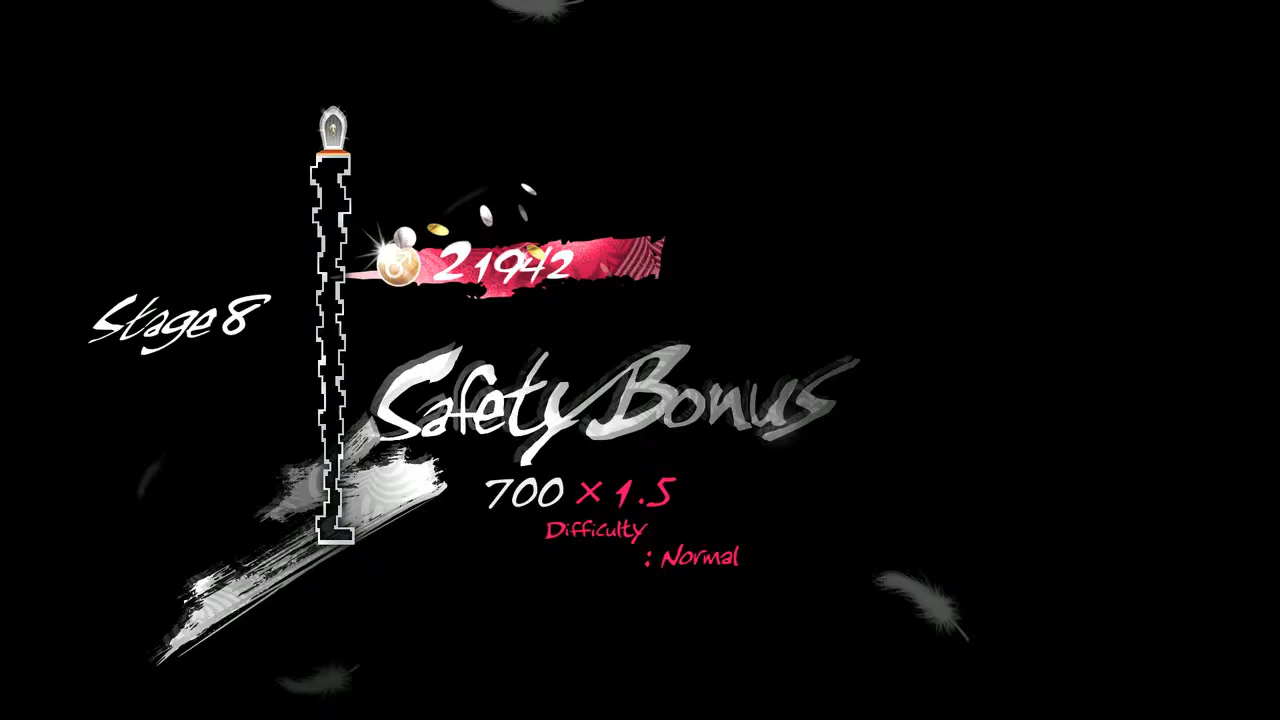 21942
Stage 8
Safety Bonus
700 × 1.5
Difficulty
: Normal